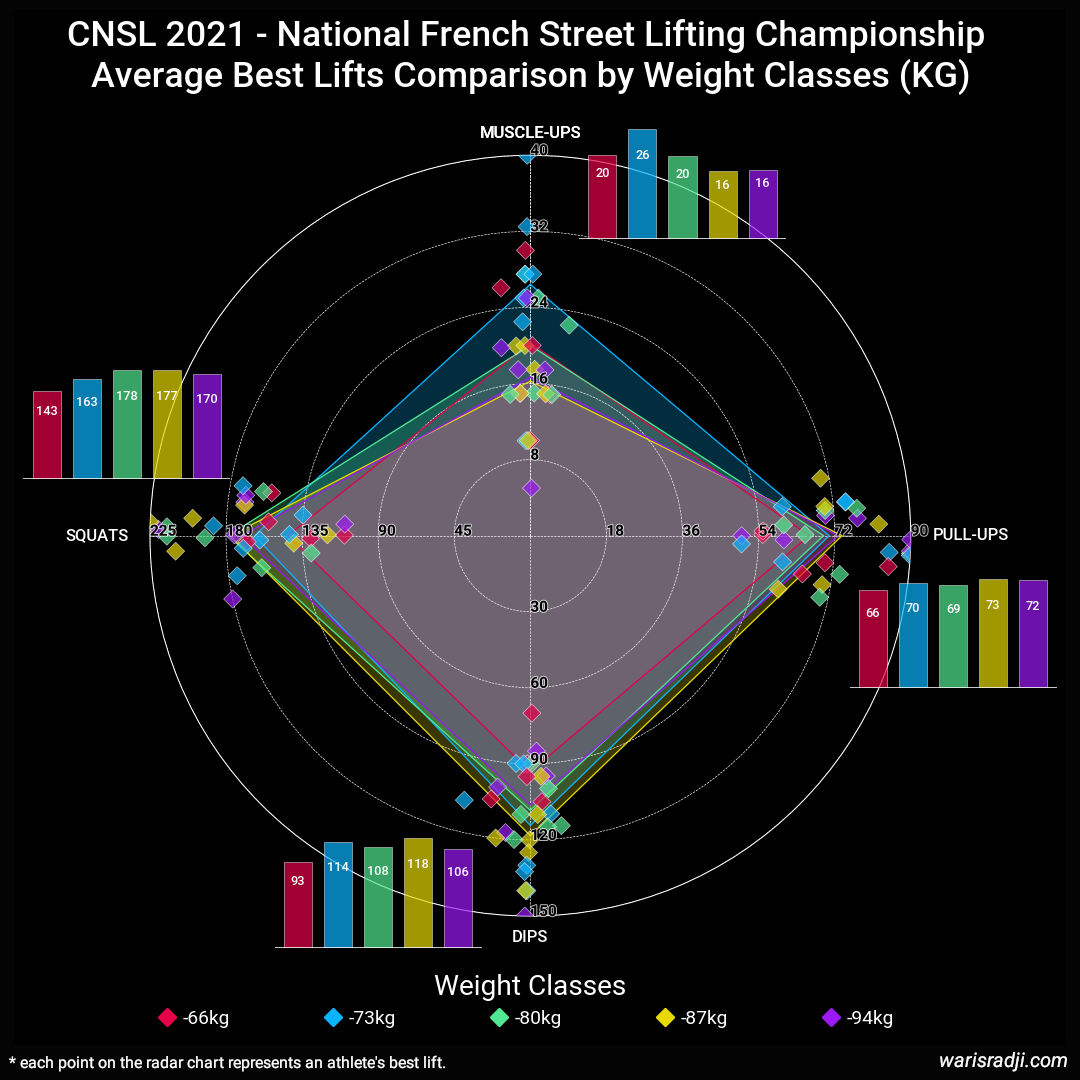 CNSL 2021 - National French Street Lifting Championship
Average Best Lifts Comparison by Weight Classes (KG)
MUSCLE-UPS
40
32
24
16
8
20
26
20
16
16
143
163
178
177
170
SQUATS
225
180
135
90
45
18
36
54
72
90
PULL-UPS
66
70
69
73
72
30
60
90
120
150
93
114
108
118
106
DIPS
Weight Classes
-66kg
-73kg
-80kg
-87kg
-94kg
* each point on the radar chart represents an athlete's best lift.
warisradji.com